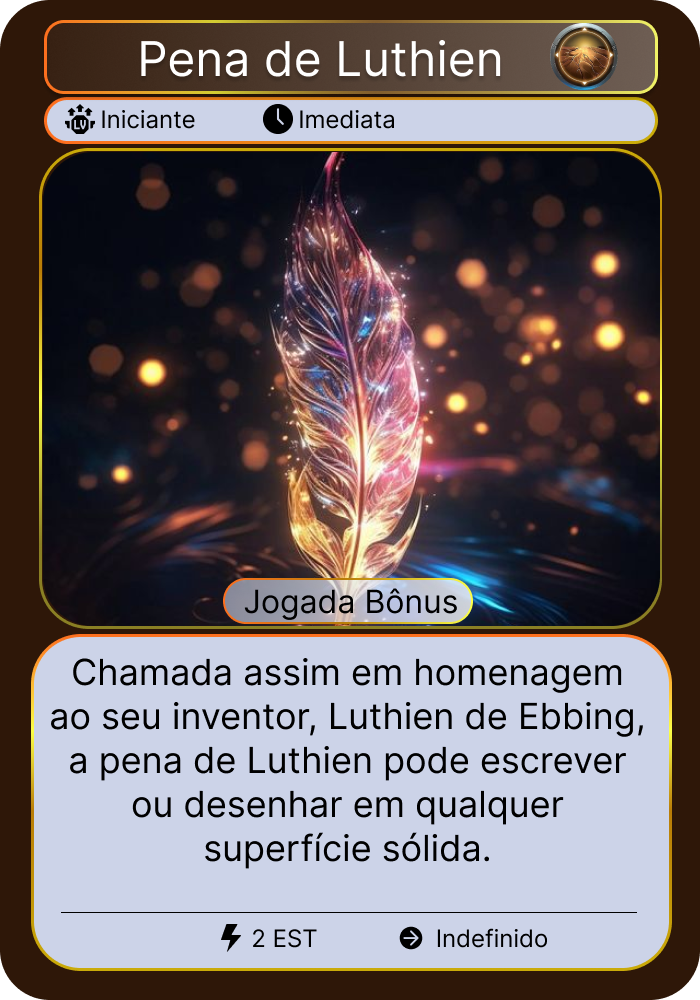 Pena de Luthien
LV Iniciante Imediata
Jogada Bônus
Chamada assim em homenagem
ao seu inventor, Luthien de Ebbing,
a pena de Luthien pode escrever
ou desenhar em qualquer
superfície sólida.
2 EST Indefinido